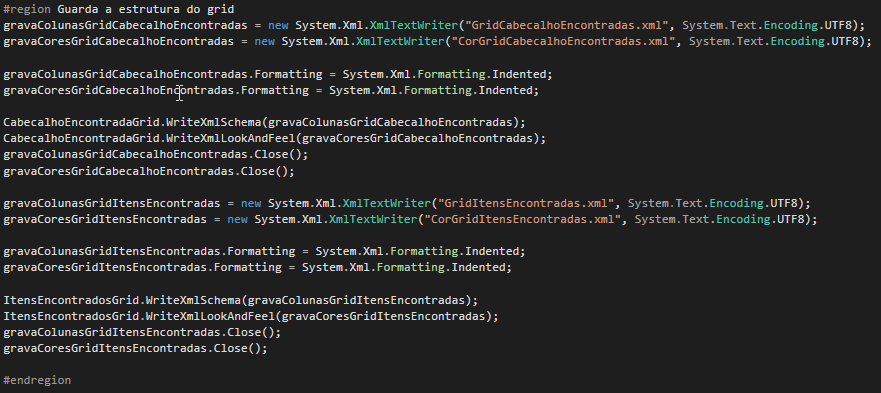 #region Guarda a estrutura do grid
gravaColunasGridCabecalhoEncontradas = new System.Xml.XmlTextWriter("GridCabecalhoEncontradas.xml", System.Text.Encoding.UTF8);
gravaCoresGridCabecalhoEncontradas = new System.Xml.XmlTextWriter("CorGridCabecalhoEncontradas.xml", System.Text.Encoding.UTF8);
gravaColunasGridCabecalhoEncontradas.Formatting = System.Xml.Formatting.Indented;
gravaCoresGridCabecalhoEncontradas.Formatting = System.Xml.Formatting.Indented;
CabecalhoEncontradaGrid.WriteXmlSchema(gravaColunasGridCabecalhoEncontradas);
CabecalhoEncontradaGrid.WriteXmlLookAndFeel(gravaCoresGridCabecalhoEncontradas);
gravaColunasGridCabecalhoEncontradas.Close();
gravaCoresGridCabecalhoEncontradas.Close();
gravaColunasGridItensEncontradas = new System.Xml.XmlTextWriter("GridItensEncontradas.xml", System.Text.Encoding.UTF8);
gravaCoresGridItensEncontradas = new System.Xml.XmlTextWriter("CorGridItensEncontradas.xml", System.Text.Encoding.UTF8);
gravaColunasGridItensEncontradas.Formatting = System.Xml.Formatting.Indented;
gravaCoresGridItensEncontradas.Formatting = System.Xml.Formatting.Indented;
ItensEncontradosGrid.WriteXmlSchema(gravaColunasGridItensEncontradas);
ItensEncontradosGrid.WriteXmlLookAndFeel(gravaCoresGridItensEncontradas);
gravaColunasGridItensEncontradas.Close();
gravaCoresGridItensEncontradas.Close();
#endregion